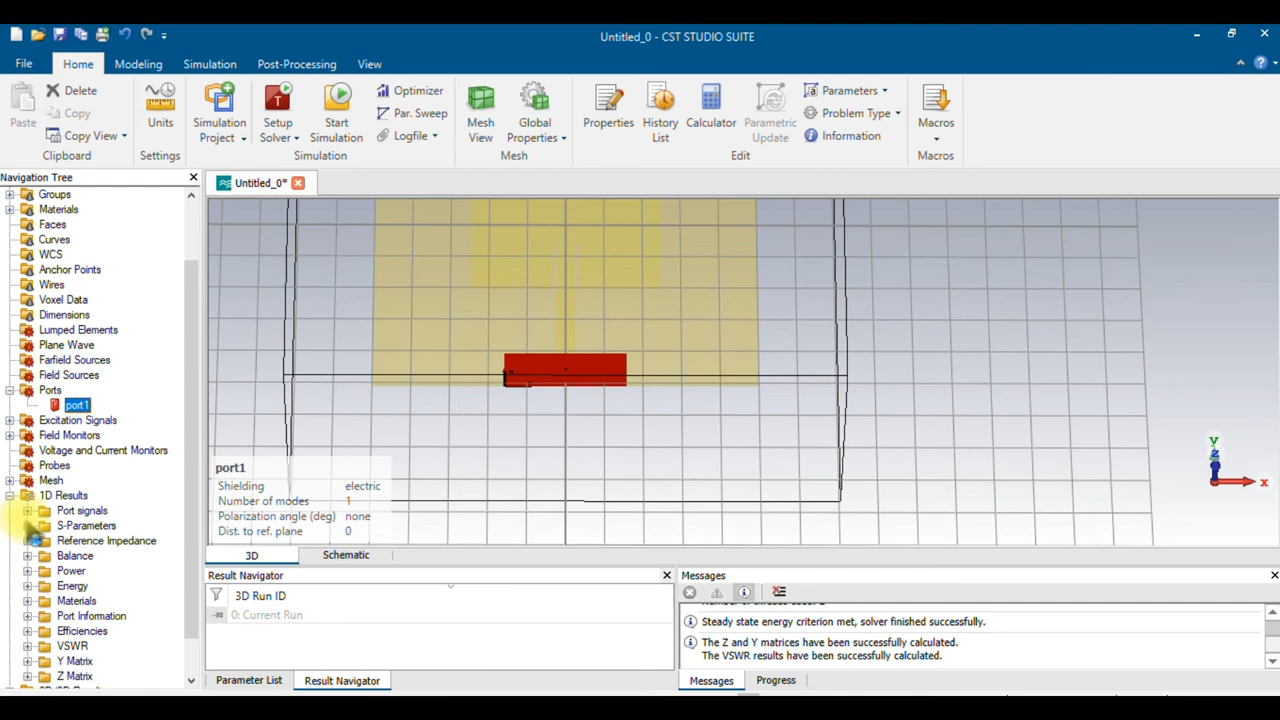 Untitled_0 - CST STUDIO SUITE
File Home Modeling Simulation Post-Processing View
Paste
Delete
Copy
Copy View
Clipboard
Units
Settings
Simulation Project
Setup Solver
Start Simulation
Optimizer
Par. Sweep
Logfile
Simulation
Mesh View
Global Properties
Mesh
Properties
History List
Calculator
Parametric Update
Parameters
Problem Type
Information
Edit
Macros
Macros
Navigation Tree
Groups
Materials
Faces
Curves
WCS
Anchor Points
Wires
Voxel Data
Dimensions
Lumped Elements
Plane Wave
Farfield Sources
Field Sources
Ports
port1
Excitation Signals
Field Monitors
Voltage and Current Monitors
Probes
Mesh
1D Results
Port signals
S-Parameters
Reference Impedance
Balance
Power
Energy
Materials
Port Information
Efficiencies
VSWR
Y Matrix
Z Matrix
Untitled_0*
port1
Shielding electric
Number of modes 1
Polarization angle (deg) none
Dist. to ref. plane 0
y
z
x
3D Schematic
Result Navigator
3D Run ID
0: Current Run
Parameter List Result Navigator
Messages
Steady state energy criterion met, solver finished successfully.
The Z and Y matrices have been successfully calculated.
The VSWR results have been successfully calculated.
Messages Progress